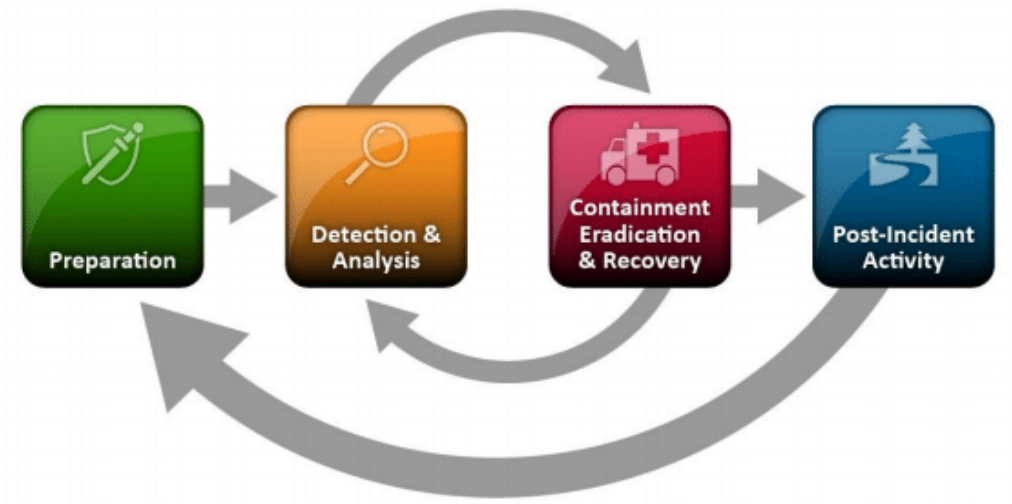 Preparation
Detection &
Analysis
Containment
Eradication
& Recovery
Post-Incident
Activity